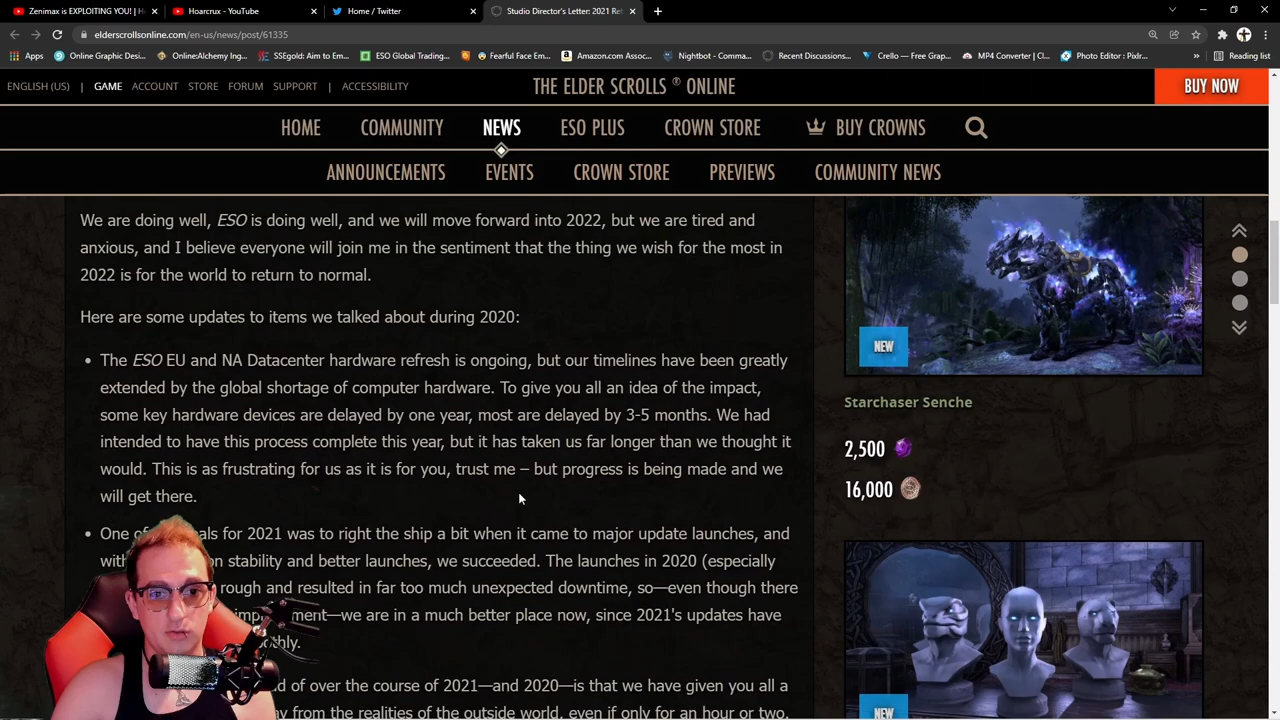 Zenimax is EXPLOITING YOU! | H
Hoarcrux - YouTube
Home / Twitter
Studio Director's Letter: 2021 Ret
elderscrollsonline.com/en-us/news/post/61335
Apps
Online Graphic Desi...
OnlineAlchemy Ing...
SSEgold: Aim to Em...
ESO Global Trading...
Fearful Face Em...
Amazon.com Assoc...
Nightbot - Comma...
Recent Discussions...
Crello — Free Grap...
MP4 Converter | Cl...
Photo Editor : Pixlr...
»
Reading list
ENGLISH (US) | GAME ACCOUNT STORE FORUM SUPPORT | ACCESSIBILITY
THE ELDER SCROLLS ® ONLINE
BUY NOW
HOME COMMUNITY NEWS ESO PLUS CROWN STORE BUY CROWNS
ANNOUNCEMENTS EVENTS CROWN STORE PREVIEWS COMMUNITY NEWS
We are doing well, ESO is doing well, and we will move forward into 2022, but we are tired and
anxious, and I believe everyone will join me in the sentiment that the thing we wish for the most in
2022 is for the world to return to normal.
Here are some updates to items we talked about during 2020:
• The ESO EU and NA Datacenter hardware refresh is ongoing, but our timelines have been greatly
extended by the global shortage of computer hardware. To give you all an idea of the impact,
some key hardware devices are delayed by one year, most are delayed by 3-5 months. We had
intended to have this process complete this year, but it has taken us far longer than we thought it
would. This is as frustrating for us as it is for you, trust me – but progress is being made and we
will get there.
• One of als for 2021 was to right the ship a bit when it came to major update launches, and
with on stability and better launches, we succeeded. The launches in 2020 (especially
rough and resulted in far too much unexpected downtime, so—even though there
ment—we are in a much better place now, since 2021's updates have
d of over the course of 2021—and 2020—is that we have given you all a
ay from the realities of the outside world, even if only for an hour or two.
NEW
Starchaser Senche
2,500
16,000
NEW